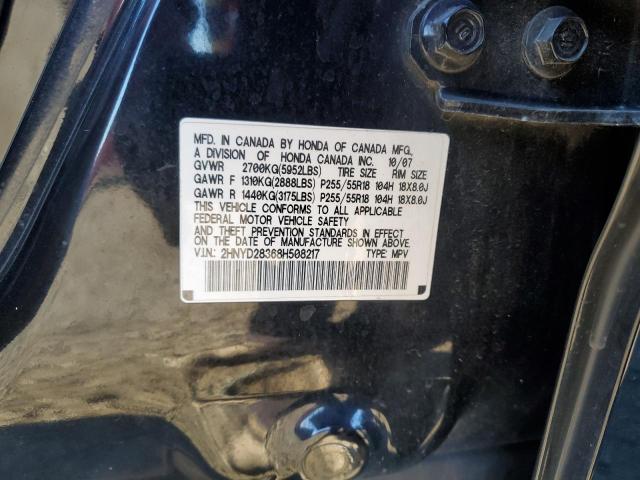 MFD. IN CANADA BY HONDA OF CANADA MFG.,
A DIVISION OF HONDA CANADA INC. 10/07
GVWR 2700KG(5952LBS) TIRE SIZE RIM SIZE
GAWR F 1310KG(2888LBS) P255/55R18 104H 18X8.0J
GAWR R 1440KG(3175LBS) P255/55R18 104H 18X8.0J
THIS VEHICLE CONFORMS TO ALL APPLICABLE
FEDERAL MOTOR VEHICLE SAFETY
AND THEFT PREVENTION STANDARDS IN EFFECT
ON THE DATE OF MANUFACTURE SHOWN ABOVE.
V.I.N.: 2HNYD28368H508217 TYPE: MPV